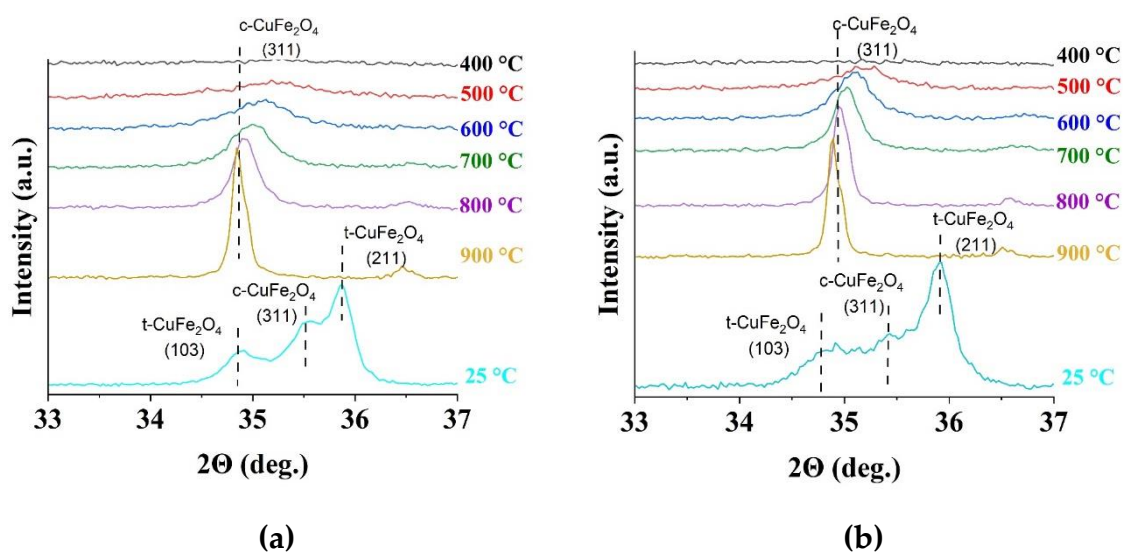 c-CuFe₂O₄
(311)
400 °C
500 °C
600 °C
700 °C
800 °C
t-CuFe₂O₄
(211)
900 °C
c-CuFe₂O₄
(311)
t-CuFe₂O₄
(103)
25 °C
Intensity (a.u.)
33 34 35 36 37
2Θ (deg.)
(a)
c-CuFe₂O₄
(311)
400 °C
500 °C
600 °C
700 °C
800 °C
t-CuFe₂O₄
(211)
900 °C
c-CuFe₂O₄
(311)
t-CuFe₂O₄
(103)
25 °C
Intensity (a.u.)
33 34 35 36 37
2Θ (deg.)
(b)